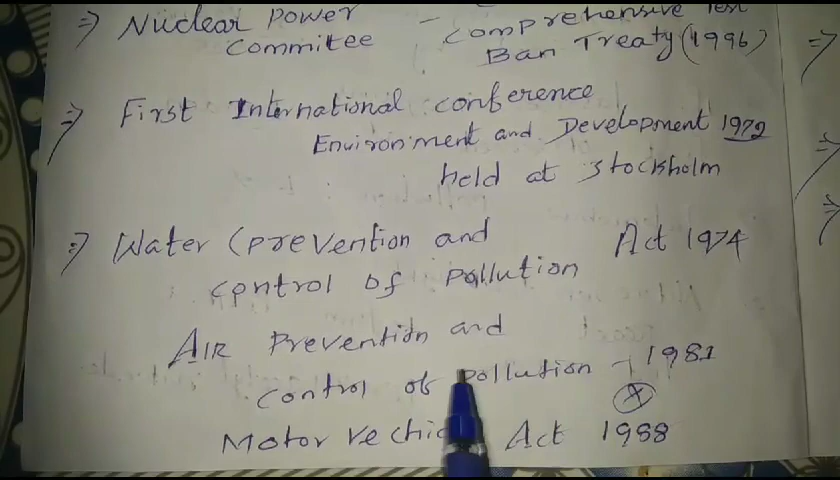 ⇒ Nuclear Power - Comprehensive Test
Commitee Ban Treaty (1996)
⇒ First International conference
Environment and Development 1972
held at Stockholm
⇒ Water (prevention and Act 1974
control of pollution
AIR Prevention and
control of pollution - 1981
Motor Act 1988